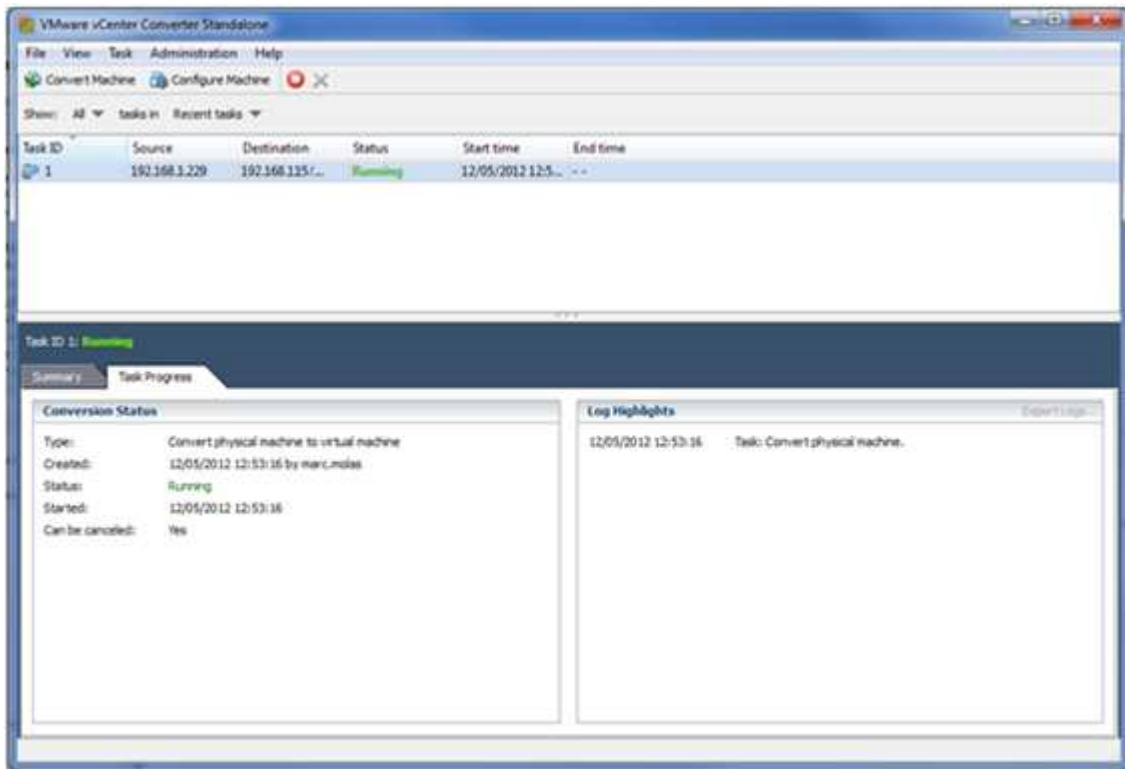 VMware vCenter Converter Standalone
File View Task Administration Help
Convert Machine Configure Machine
Show: All tasks in Recent tasks
Task ID Source Destination Status Start time End time
1 192.168.1.229 192.168.115/... Running 12/05/2012 12:5... - -
Task ID 1: Running
Summary Task Progress
Conversion Status
Type: Convert physical machine to virtual machine
Created: 12/05/2012 12:53:16 by marc.molas
Status: Running
Started: 12/05/2012 12:53:16
Can be canceled: Yes
Log Highlights Export Logs...
12/05/2012 12:53:16 Task: Convert physical machine.